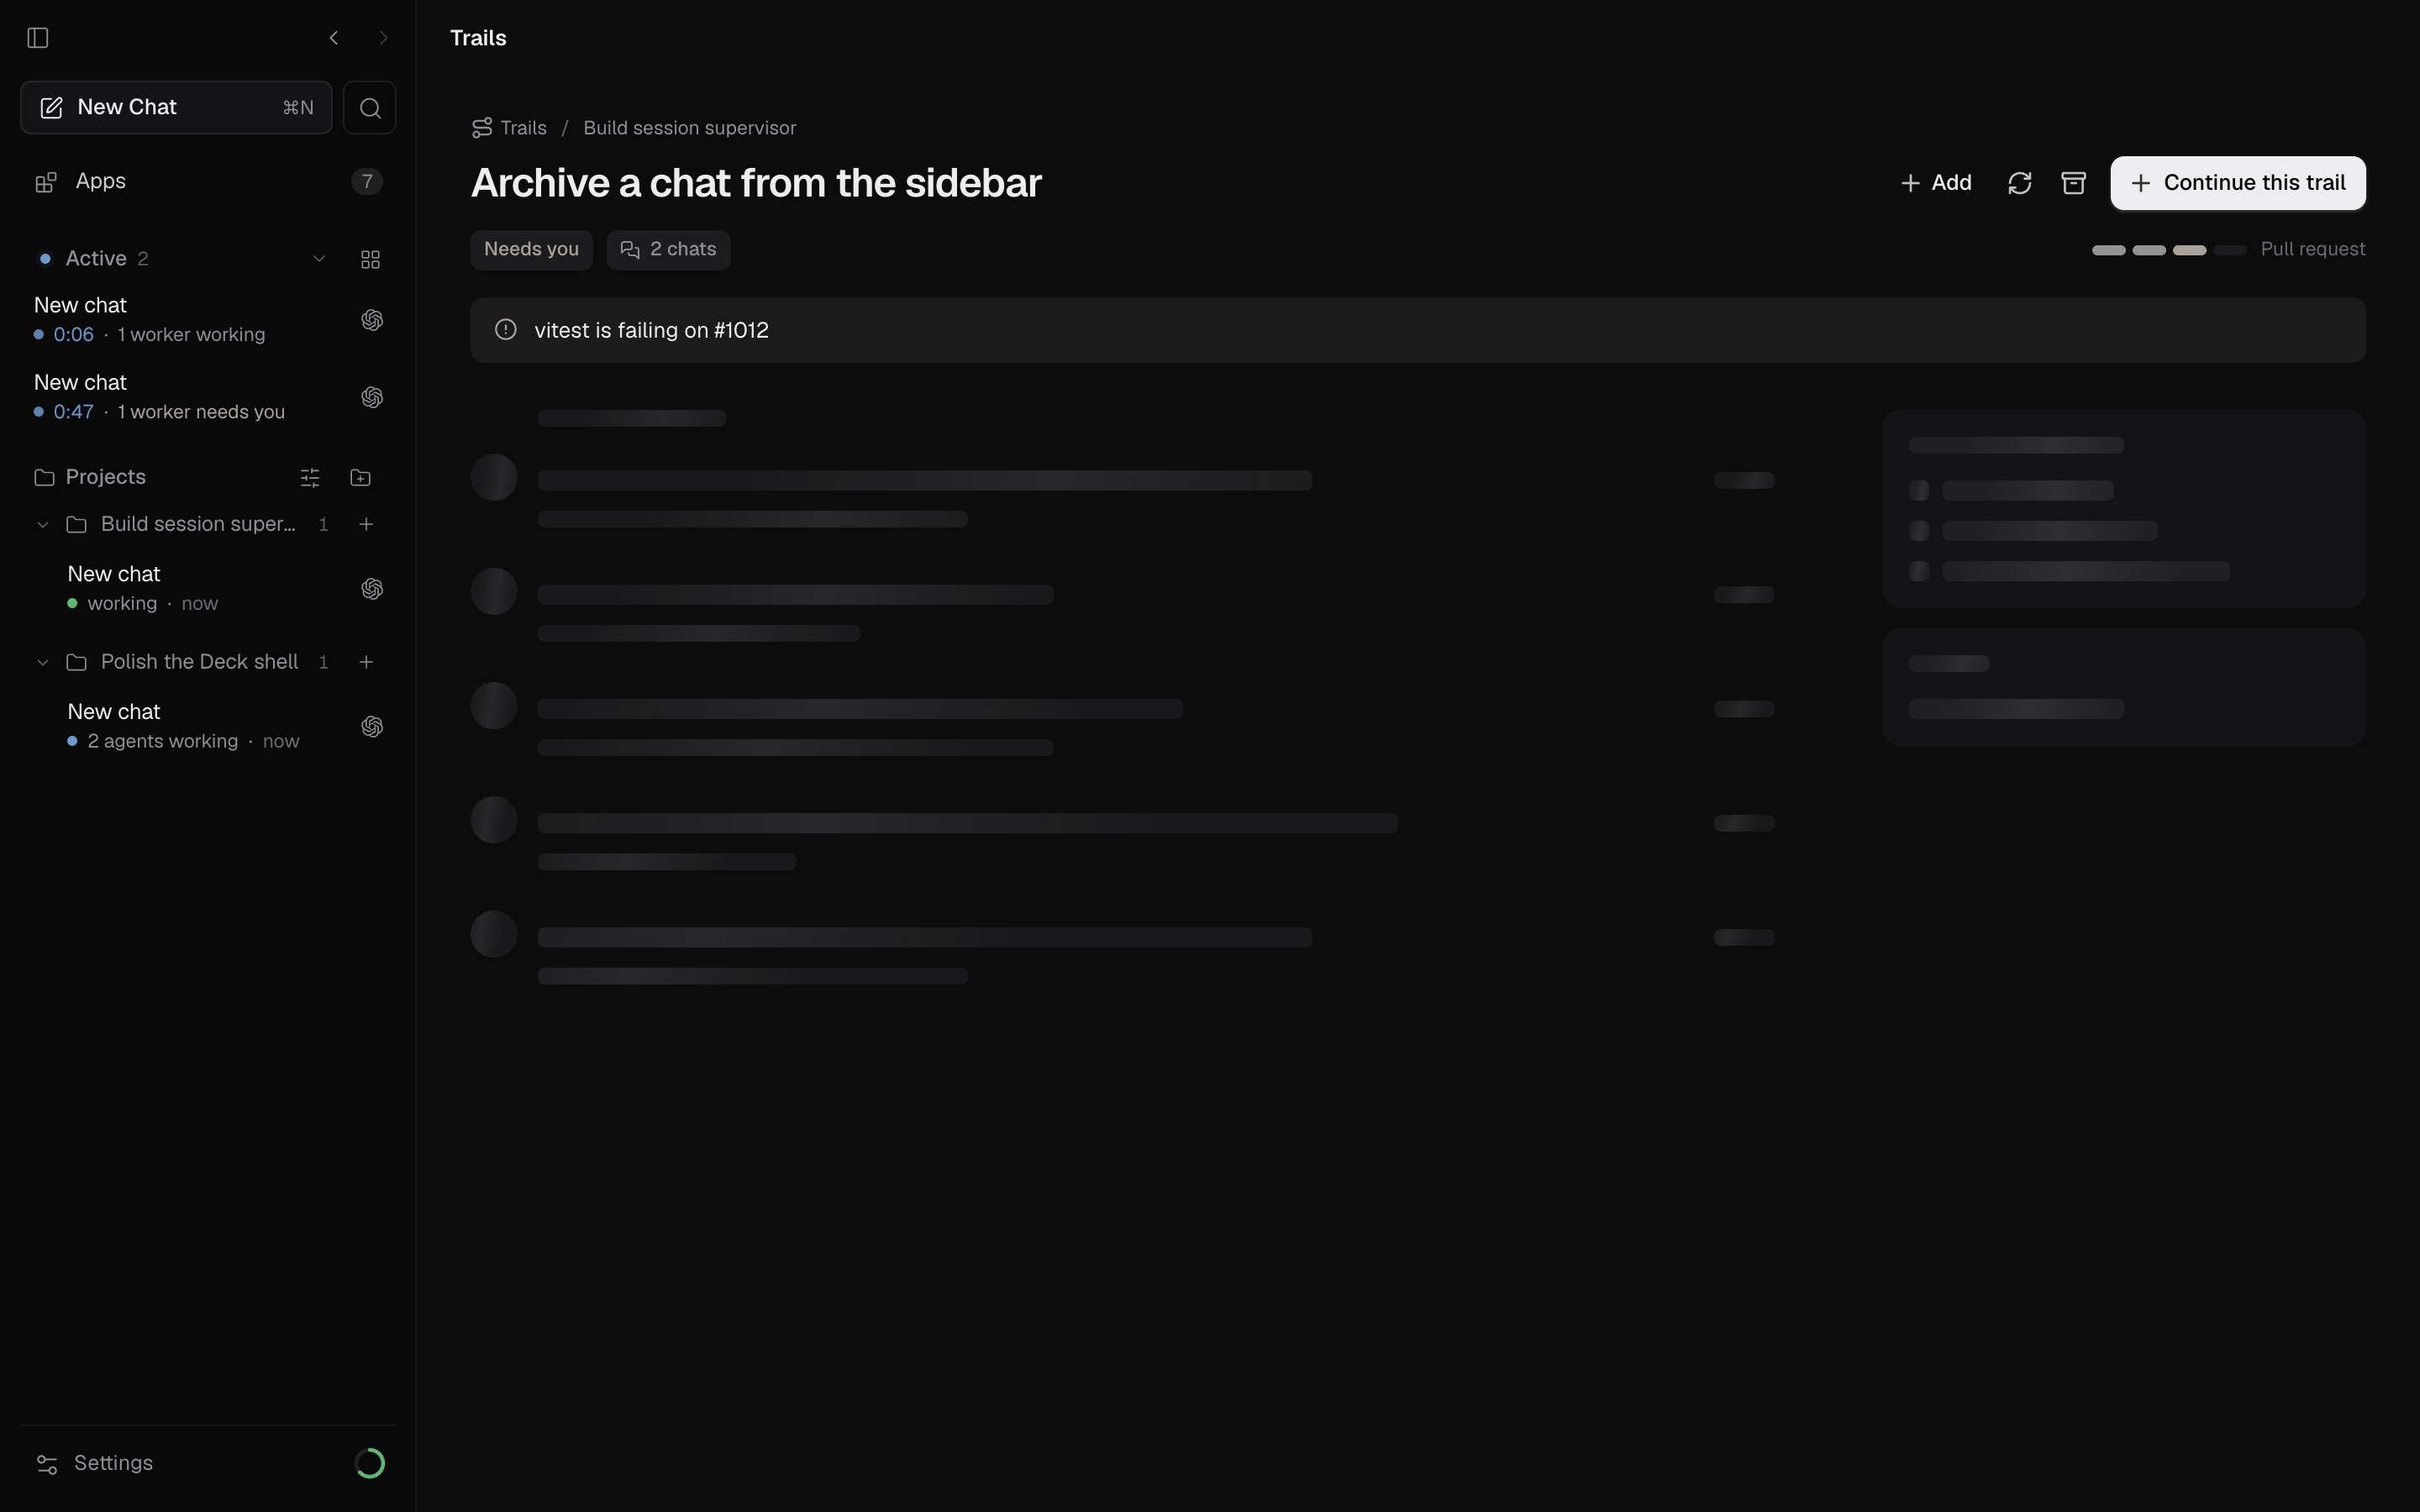 Trails
New Chat ⌘N
Apps 7
Active 2
New chat
0:06 · 1 worker working
New chat
0:47 · 1 worker needs you
Projects
Build session super... 1
New chat
working · now
Polish the Deck shell 1
New chat
2 agents working · now
Settings
Trails / Build session supervisor
Archive a chat from the sidebar
Add
Continue this trail
Needs you
2 chats
Pull request
vitest is failing on #1012